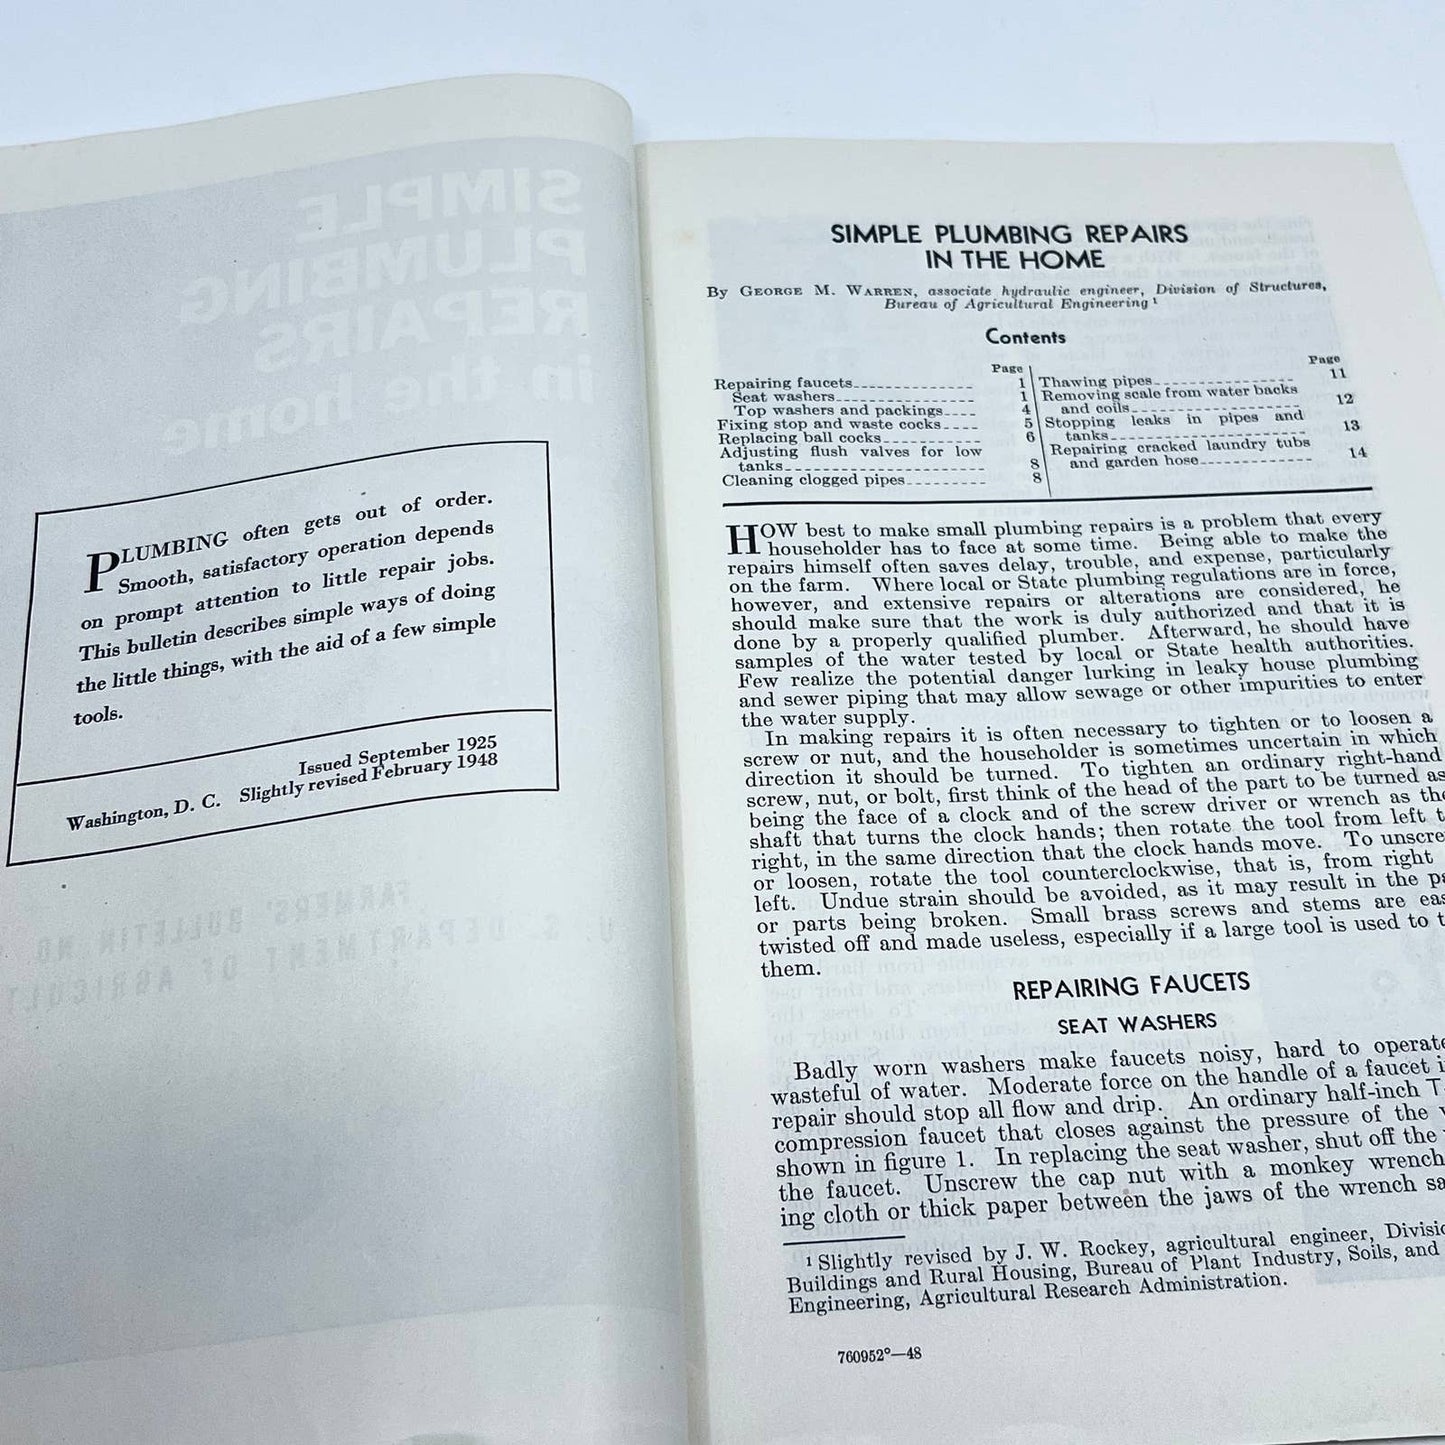 PLUMBING often gets out of order.
Smooth, satisfactory operation depends
on prompt attention to little repair jobs.
This bulletin describes simple ways of doing
the little things, with the aid of a few simple
tools.
Issued September 1925
Washington, D. C. Slightly revised February 1948
SIMPLE PLUMBING REPAIRS
IN THE HOME
By GEORGE M. WARREN, associate hydraulic engineer, Division of Structures,
Bureau of Agricultural Engineering ¹
Contents
Page
Repairing faucets 1
Seat washers 1
Top washers and packings 4
Fixing stop and waste cocks 5
Replacing ball cocks 6
Adjusting flush valves for low
tanks 8
Cleaning clogged pipes 8
Page
Thawing pipes 11
Removing scale from water backs
and coils 12
Stopping leaks in pipes and
tanks 13
Repairing cracked laundry tubs
and garden hose 14
HOW best to make small plumbing repairs is a problem that every
householder has to face at some time. Being able to make the
repairs himself often saves delay, trouble, and expense, particularly
on the farm. Where local or State plumbing regulations are in force,
however, and extensive repairs or alterations are considered, he
should make sure that the work is duly authorized and that it is
done by a properly qualified plumber. Afterward, he should have
samples of the water tested by local or State health authorities.
Few realize the potential danger lurking in leaky house plumbing
and sewer piping that may allow sewage or other impurities to enter
the water supply.
In making repairs it is often necessary to tighten or to loosen a
screw or nut, and the householder is sometimes uncertain in which
direction it should be turned. To tighten an ordinary right-hand
screw, nut, or bolt, first think of the head of the part to be turned as
being the face of a clock and of the screw driver or wrench as the
shaft that turns the clock hands; then rotate the tool from left t
right, in the same direction that the clock hands move. To unscre
or loosen, rotate the tool counterclockwise, that is, from right
left. Undue strain should be avoided, as it may result in the pa
or parts being broken. Small brass screws and stems are eas
twisted off and made useless, especially if a large tool is used to t
them.
REPAIRING FAUCETS
SEAT WASHERS
Badly worn washers make faucets noisy, hard to operate
wasteful of water. Moderate force on the handle of a faucet i
repair should stop all flow and drip. An ordinary half-inch T-
compression faucet that closes against the pressure of the
shown in figure 1. In replacing the seat washer, shut off the
the faucet. Unscrew the cap nut with a monkey wrench
ing cloth or thick paper between the jaws of the wrench sa
¹ Slightly revised by J. W. Rockey, agricultural engineer, Divisio
Buildings and Rural Housing, Bureau of Plant Industry, Soils, and
Engineering, Agricultural Research Administration.
760952°—48